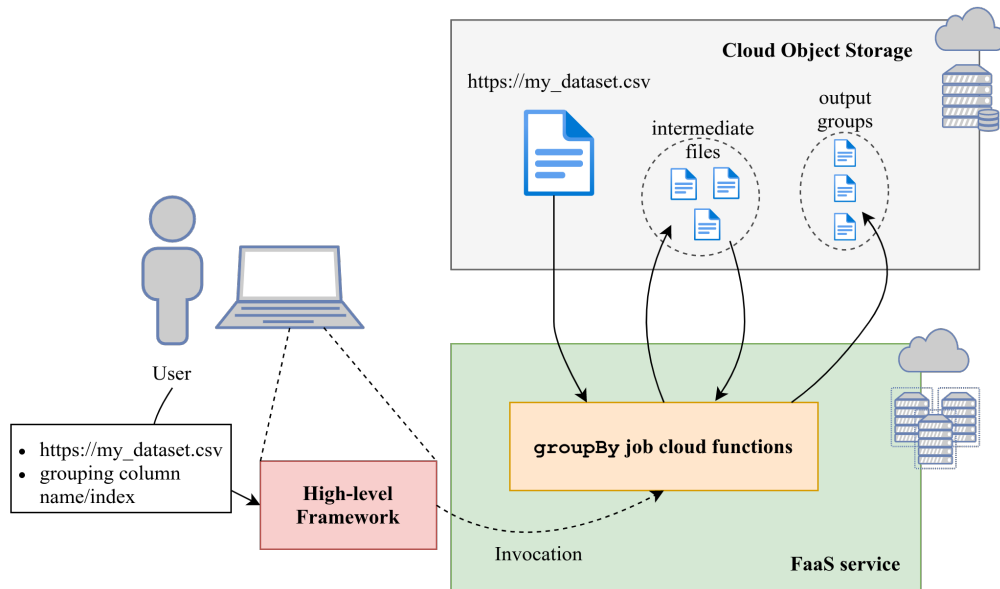 Cloud Object Storage
https://my_dataset.csv
output
groups
intermediate
files
User
• https://my_dataset.csv
• grouping column
name/index
High-level
Framework
groupBy job cloud functions
Invocation
FaaS service